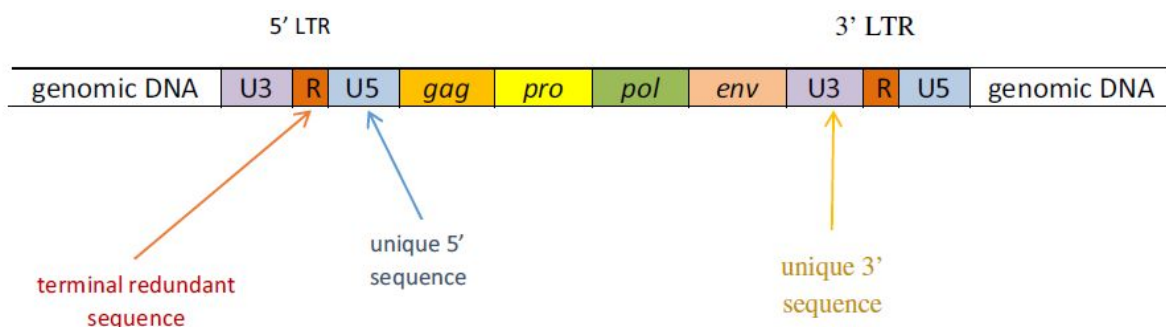 5’ LTR 3’ LTR
genomic DNA U3 R U5 gag pro pol env U3 R U5 genomic DNA
terminal redundant
sequence
unique 5’
sequence
unique 3’
sequence